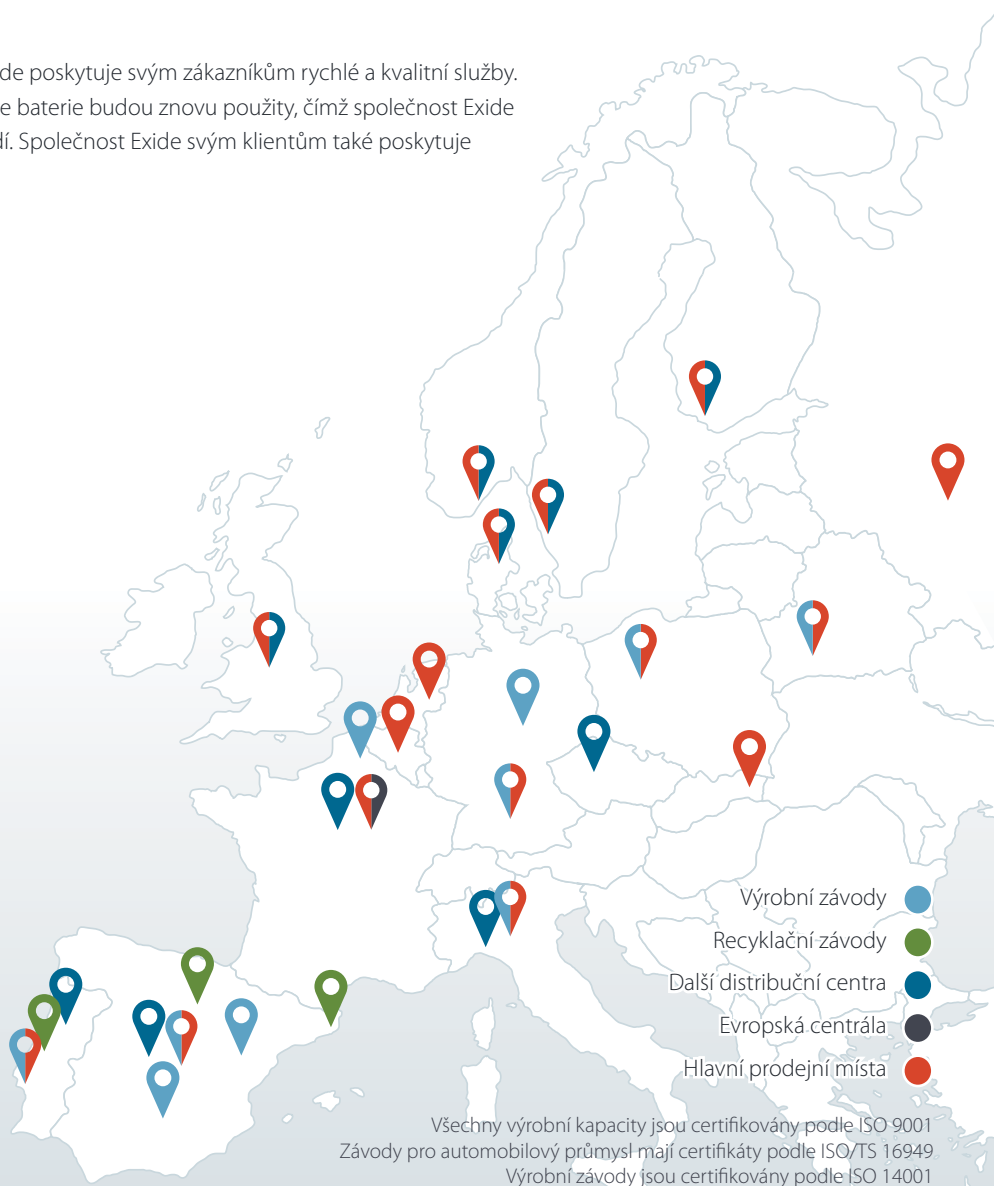 de poskytuje svým zákazníkům rychlé a kvalitní služby.
e baterie budou znovu použity, čímž společnost Exide
dí. Společnost Exide svým klientům také poskytuje
Výrobní závody
Recyklační závody
Další distribuční centra
Evropská centrála
Hlavní prodejní místa
Všechny výrobní kapacity jsou certifikovány podle ISO 9001
Závody pro automobilový průmysl mají certifikáty podle ISO/TS 16949
Výrobní závody jsou certifikovány podle ISO 14001